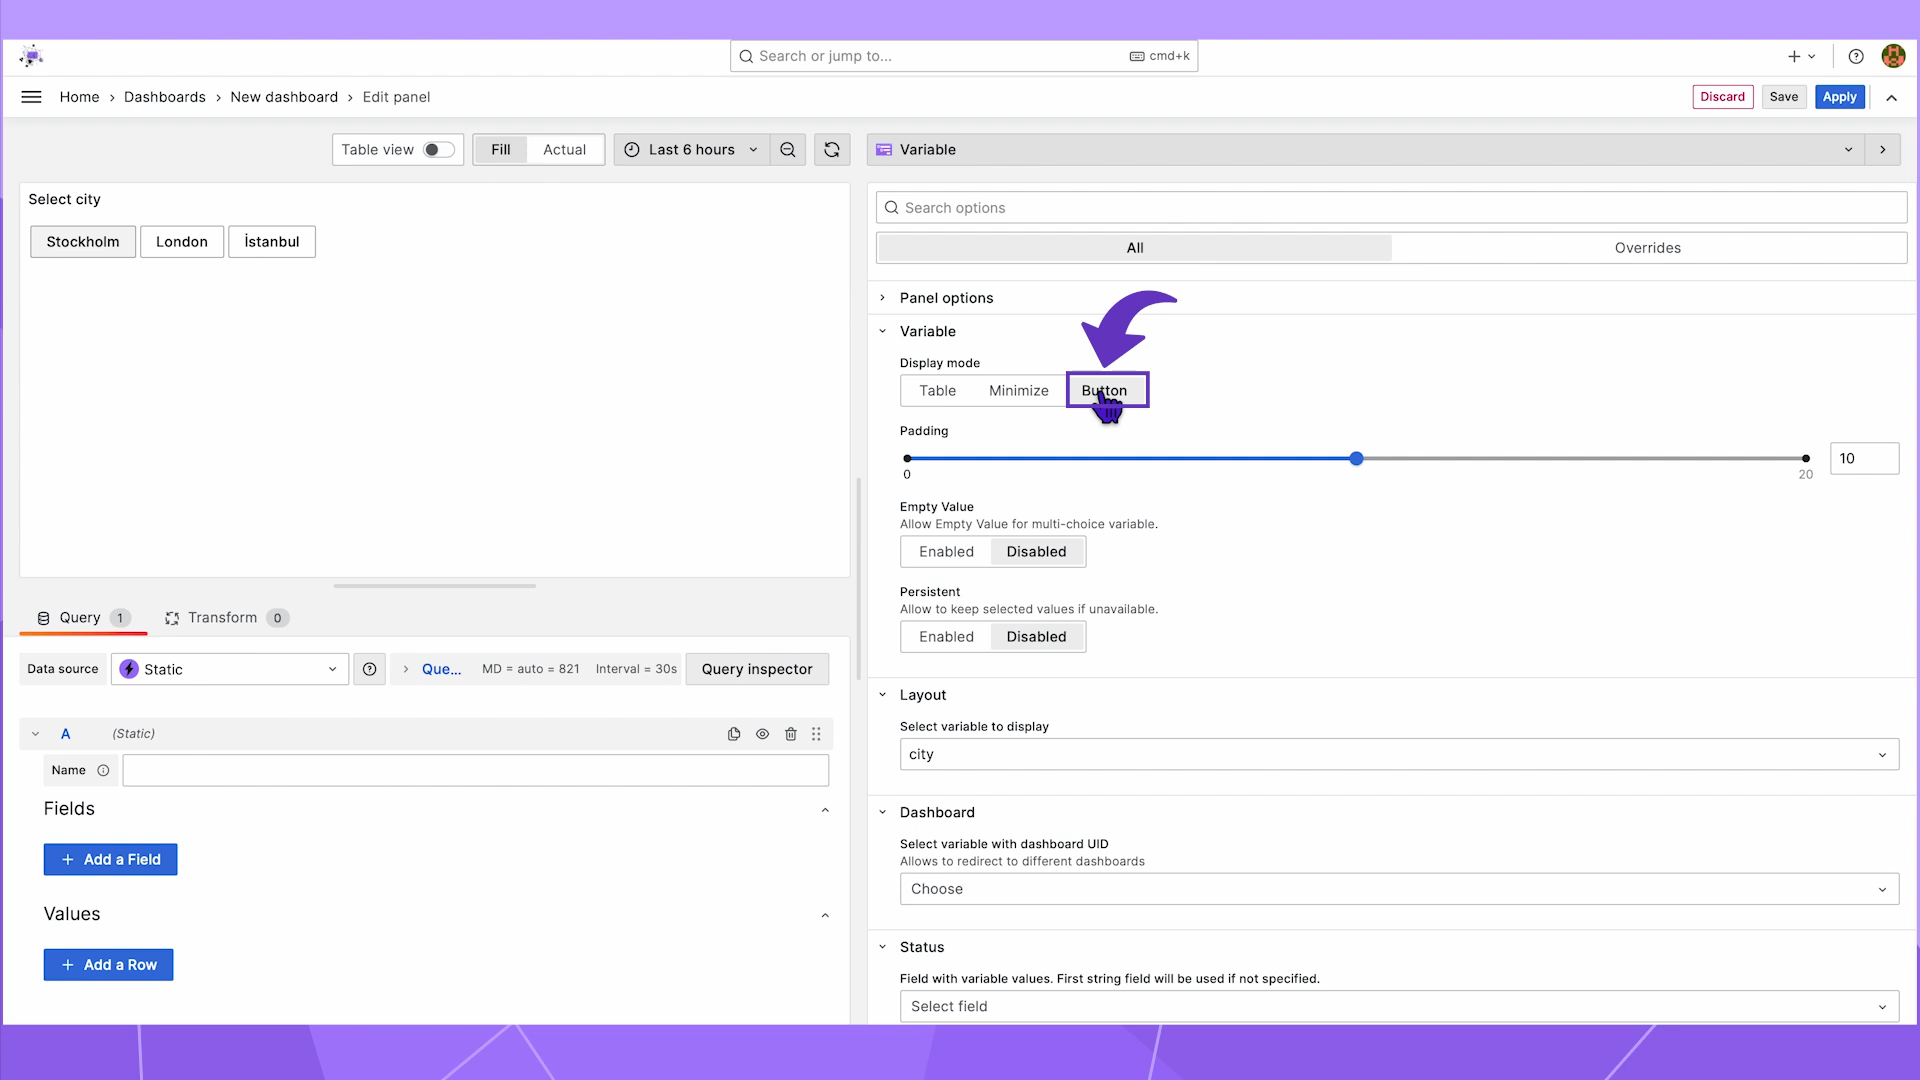 Search or jump to...
cmd+k
Home › Dashboards › New dashboard › Edit panel
Discard
Save
Apply
Table view
Fill
Actual
Last 6 hours
Variable
Select city
Stockholm
London
İstanbul
Search options
All
Overrides
Panel options
Variable
Display mode
Table
Minimize
Button
Padding
0
20
10
Empty Value
Allow Empty Value for multi-choice variable.
Enabled
Disabled
Persistent
Allow to keep selected values if unavailable.
Enabled
Disabled
Query 1
Transform 0
Data source
Static
Que...
MD = auto = 821
Interval = 30s
Query inspector
A
(Static)
Name
Fields
+ Add a Field
Values
+ Add a Row
Layout
Select variable to display
city
Dashboard
Select variable with dashboard UID
Allows to redirect to different dashboards
Choose
Status
Field with variable values. First string field will be used if not specified.
Select field